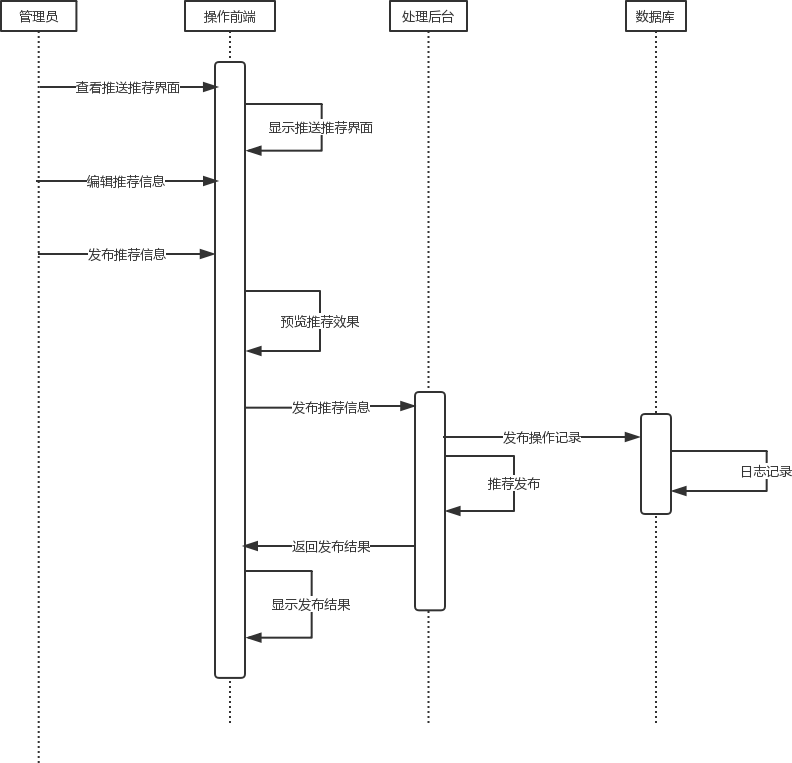 管理员
操作前端
处理后台
数据库
查看推送推荐界面
显示推送推荐界面
编辑推荐信息
发布推荐信息
预览推荐效果
发布推荐信息
发布操作记录
日志记录
推荐发布
返回发布结果
显示发布结果